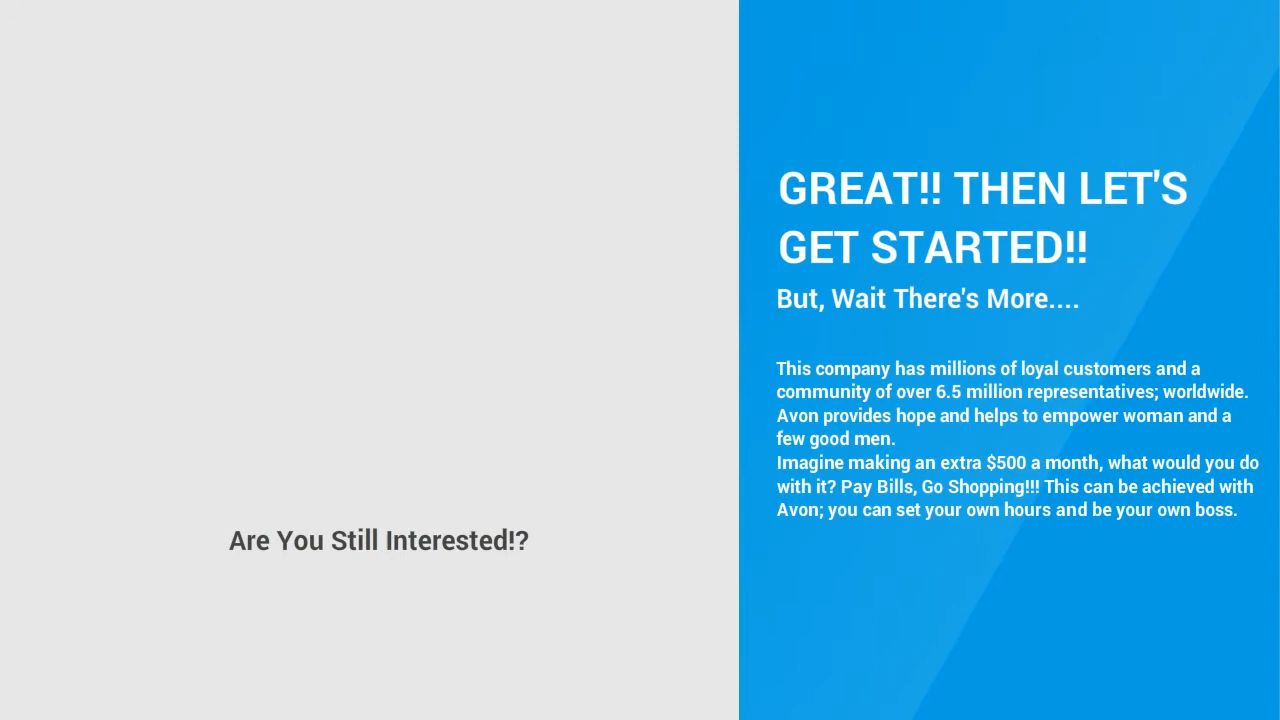 Are You Still Interested!?
GREAT!! THEN LET'S
GET STARTED!!
But, Wait There's More....
This company has millions of loyal customers and a
community of over 6.5 million representatives; worldwide.
Avon provides hope and helps to empower woman and a
few good men.
Imagine making an extra $500 a month, what would you do
with it? Pay Bills, Go Shopping!!! This can be achieved with
Avon; you can set your own hours and be your own boss.